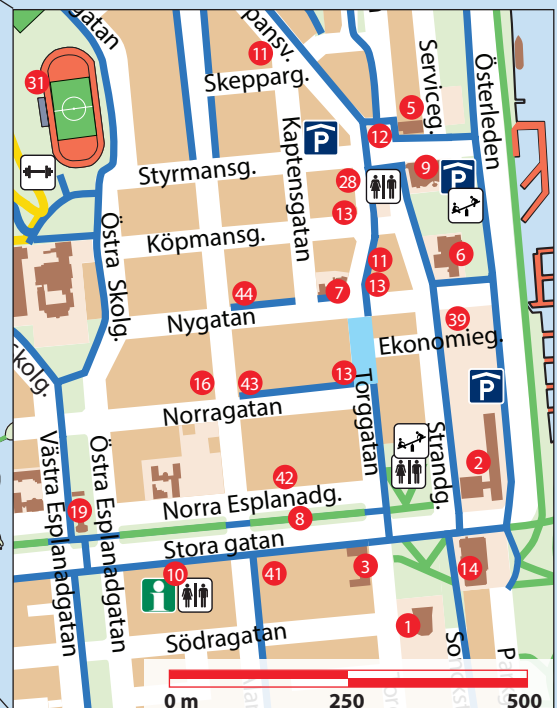 gatan
pansv.
11
Skepparg.
31
Serviceg.
Österleden
5
12
P
Kaptensgatan
Styrmansg.
28
9
P
13
Östra Skolg.
Köpmansg.
11
6
44
7
13
Nygatan
39
Ekonomieg.
kolg.
16
43
13
P
Norragatan
Torggatan
Strandg.
Västra Esplanadgatan
Östra Esplanadgatan
42
2
19
Norra Esplanadg.
8
Stora gatan
10
i
41
3
14
1
Södragatan
0 m
250
500